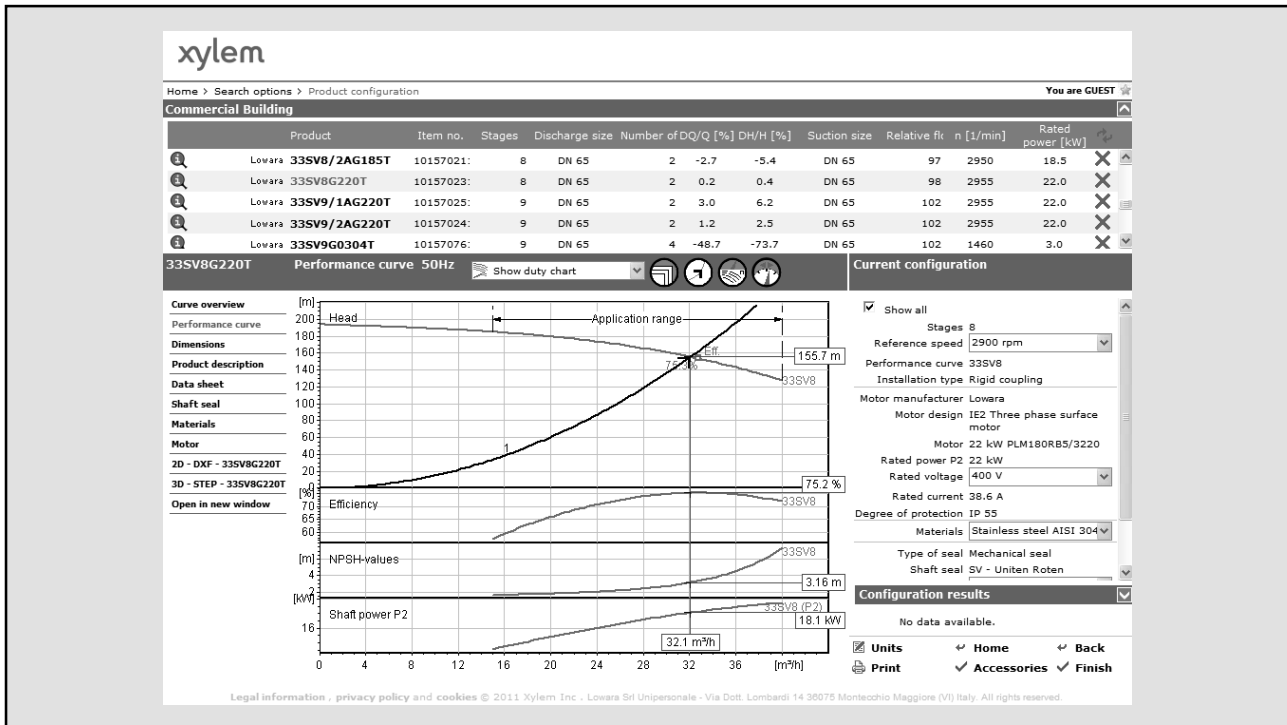 xylem
Home > Search options > Product configuration
You are GUEST
Commercial Building
Product Item no. Stages Discharge size Number of DQ/Q [%] DH/H [%] Suction size Relative flc n [1/min] Rated power [kW]
Lowara 33SV8/2AG185T 10157021: 8 DN 65 2 -2.7 -5.4 DN 65 97 2950 18.5
Lowara 33SV8G220T 10157023: 8 DN 65 2 0.2 0.4 DN 65 98 2955 22.0
Lowara 33SV9/1AG220T 10157025: 9 DN 65 2 3.0 6.2 DN 65 102 2955 22.0
Lowara 33SV9/2AG220T 10157024: 9 DN 65 2 1.2 2.5 DN 65 102 2955 22.0
Lowara 33SV9G0304T 10157076: 9 DN 65 4 -48.7 -73.7 DN 65 102 1460 3.0
33SV8G220T Performance curve 50Hz Show duty chart
Current configuration
Curve overview
Performance curve
Dimensions
Product description
Data sheet
Shaft seal
Materials
Motor
2D - DXF - 33SV8G220T
3D - STEP - 33SV8G220T
Open in new window
[m]
200
180
160
140
120
100
80
60
40
20
0
Head
Application range
Eff.
75.3%
155.7 m
33SV8
1
75.2 %
[%]
70
65
60
Efficiency
33SV8
[m]
4
2
NPSH-values
33SV8
3.16 m
[kW]
16
Shaft power P2
33SV8 (P2)
18.1 kW
32.1 m³/h
0 4 8 12 16 20 24 28 32 36 [m³/h]
Show all
Stages 8
Reference speed 2900 rpm
Performance curve 33SV8
Installation type Rigid coupling
Motor manufacturer Lowara
Motor design IE2 Three phase surface
motor
Motor 22 kW PLM180RB5/3220
Rated power P2 22 kW
Rated voltage 400 V
Rated current 38.6 A
Degree of protection IP 55
Materials Stainless steel AISI 304
Type of seal Mechanical seal
Shaft seal SV - Uniten Roten
Configuration results
No data available.
Units Home Back
Print Accessories Finish
Legal information , privacy policy and cookies © 2011 Xylem Inc . Lowara Srl Unipersonale - Via Dott. Lombardi 14 36075 Montecchio Maggiore (VI) Italy. All rights reserved.